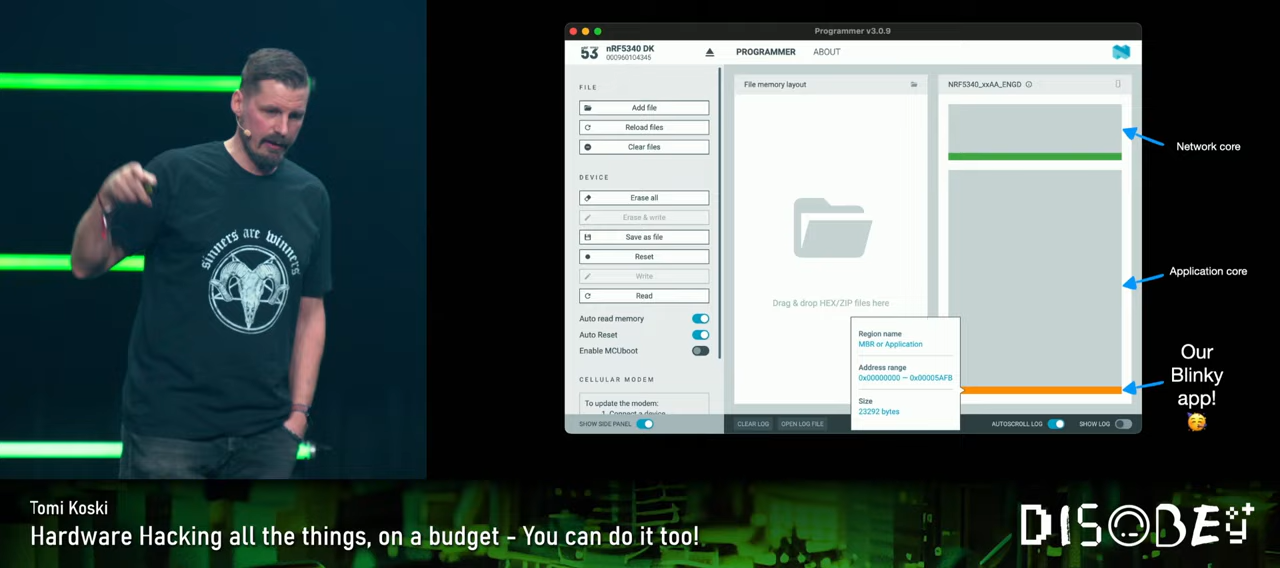 sinners are winners
Programmer v3.0.9
53
nRF5340 DK
000960104345
PROGRAMMER
ABOUT
FILE
Add file
Reload files
Clear files
DEVICE
Erase all
Erase & write
Save as file
Reset
Write
Read
Auto read memory
Auto Reset
Enable MCUboot
CELLULAR MODEM
To update the modem:
1. Connect a device
SHOW SIDE PANEL
File memory layout
Drag & drop HEX/ZIP files here
NRF5340_xxAA_ENGD
Region name
MBR or Application
Address range
0x00000000 — 0x00005AFB
Size
23292 bytes
CLEAR LOG
OPEN LOG FILE
AUTOSCROLL LOG
SHOW LOG
Network core
Application core
Our
Blinky
app!
Tomi Koski
Hardware Hacking all the things, on a budget - You can do it too!
DISOBEY